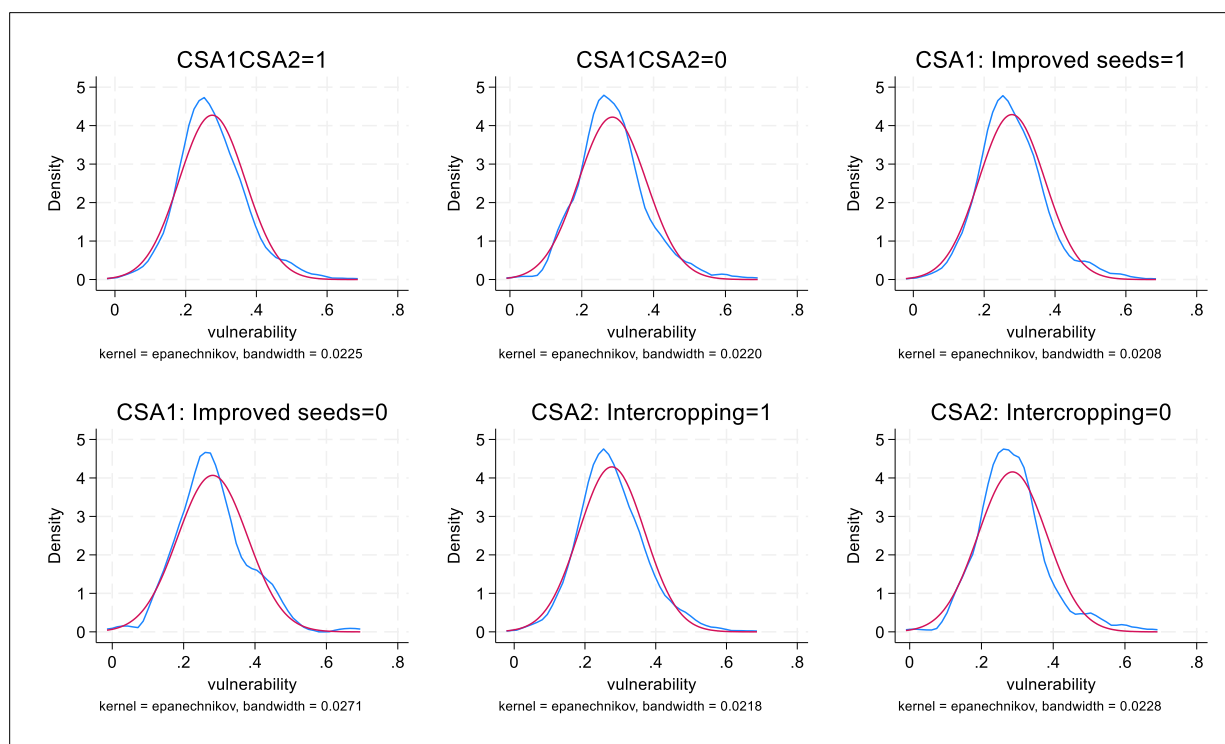 CSA1CSA2=1
5
4
3
2
1
0
Density
0 .2 .4 .6 .8
vulnerability
kernel = epanechnikov, bandwidth = 0.0225
CSA1CSA2=0
5
4
3
2
1
0
Density
0 .2 .4 .6 .8
vulnerability
kernel = epanechnikov, bandwidth = 0.0220
CSA1: Improved seeds=1
5
4
3
2
1
0
Density
0 .2 .4 .6 .8
vulnerability
kernel = epanechnikov, bandwidth = 0.0208
CSA1: Improved seeds=0
5
4
3
2
1
0
Density
0 .2 .4 .6 .8
vulnerability
kernel = epanechnikov, bandwidth = 0.0271
CSA2: Intercropping=1
5
4
3
2
1
0
Density
0 .2 .4 .6 .8
vulnerability
kernel = epanechnikov, bandwidth = 0.0218
CSA2: Intercropping=0
5
4
3
2
1
0
Density
0 .2 .4 .6 .8
vulnerability
kernel = epanechnikov, bandwidth = 0.0228